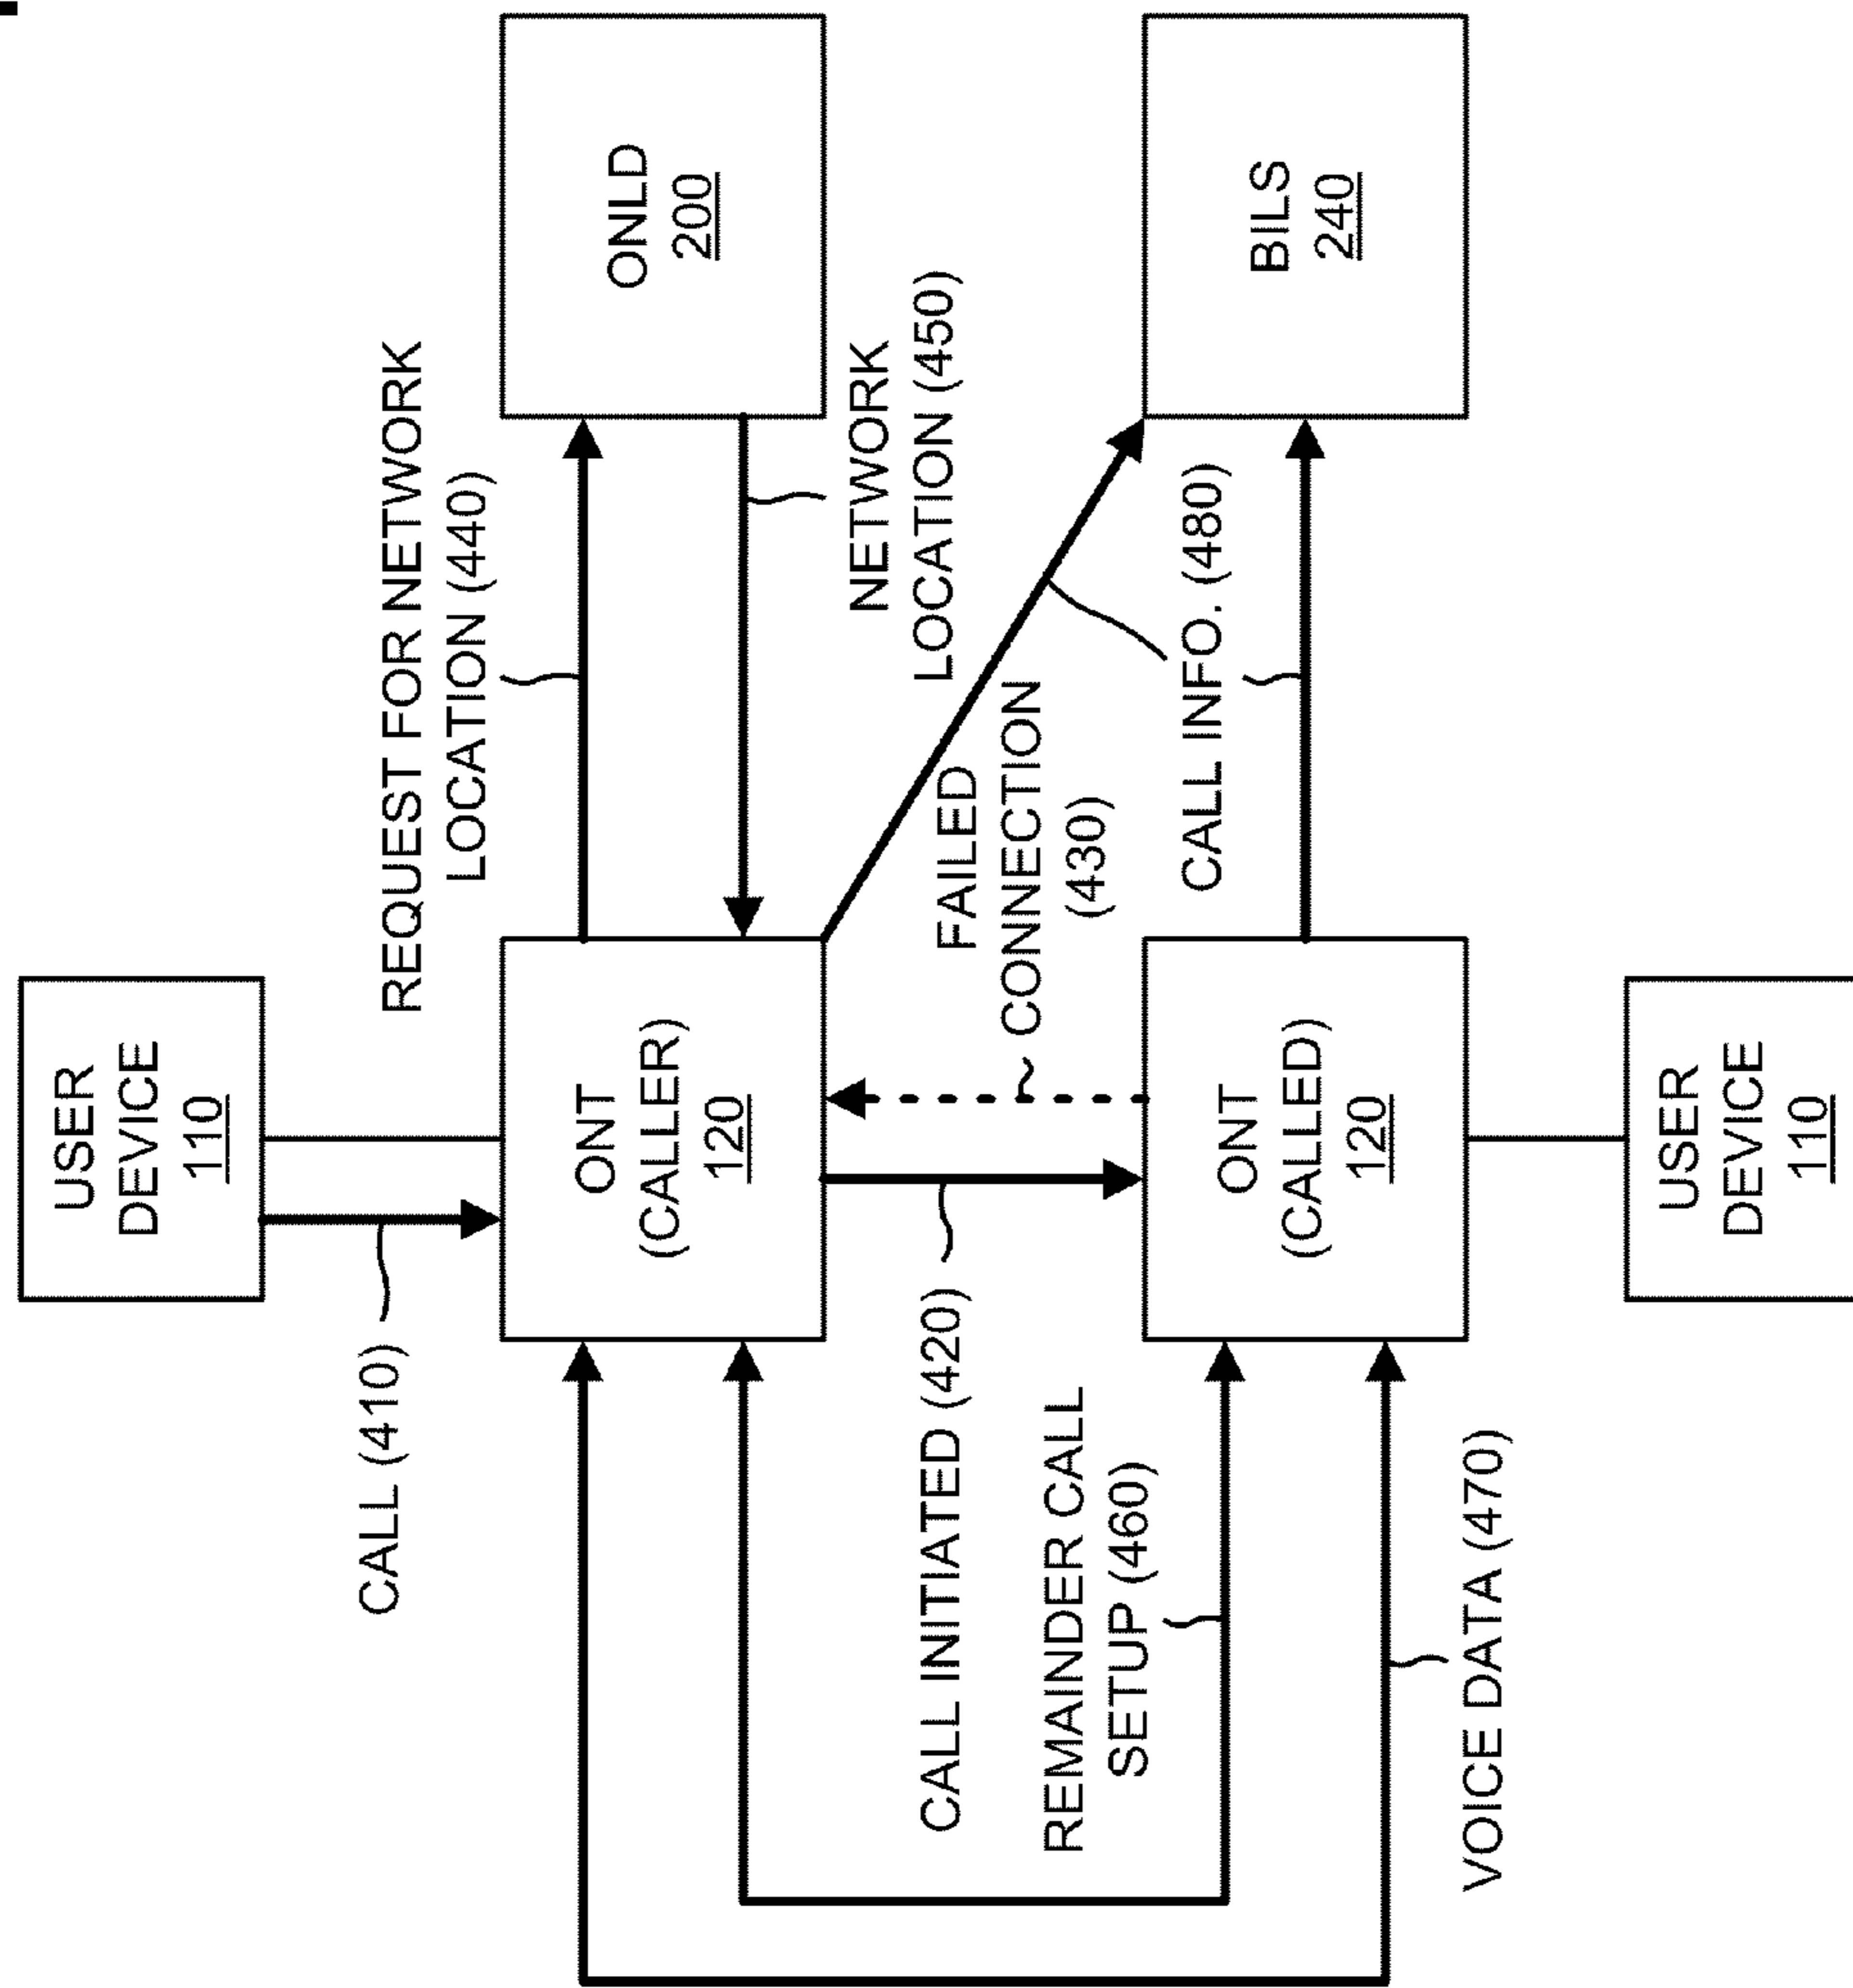 USER
DEVICE
110
CALL (410)
REQUEST FOR NETWORK
LOCATION (440)
ONT
(CALLER)
120
ONLD
200
NETWORK
LOCATION (450)
CALL INITIATED (420)
FAILED
CONNECTION
(430)
REMAINDER CALL
SETUP (460)
CALL INFO. (480)
ONT
(CALLED)
120
BILS
240
VOICE DATA (470)
USER
DEVICE
110